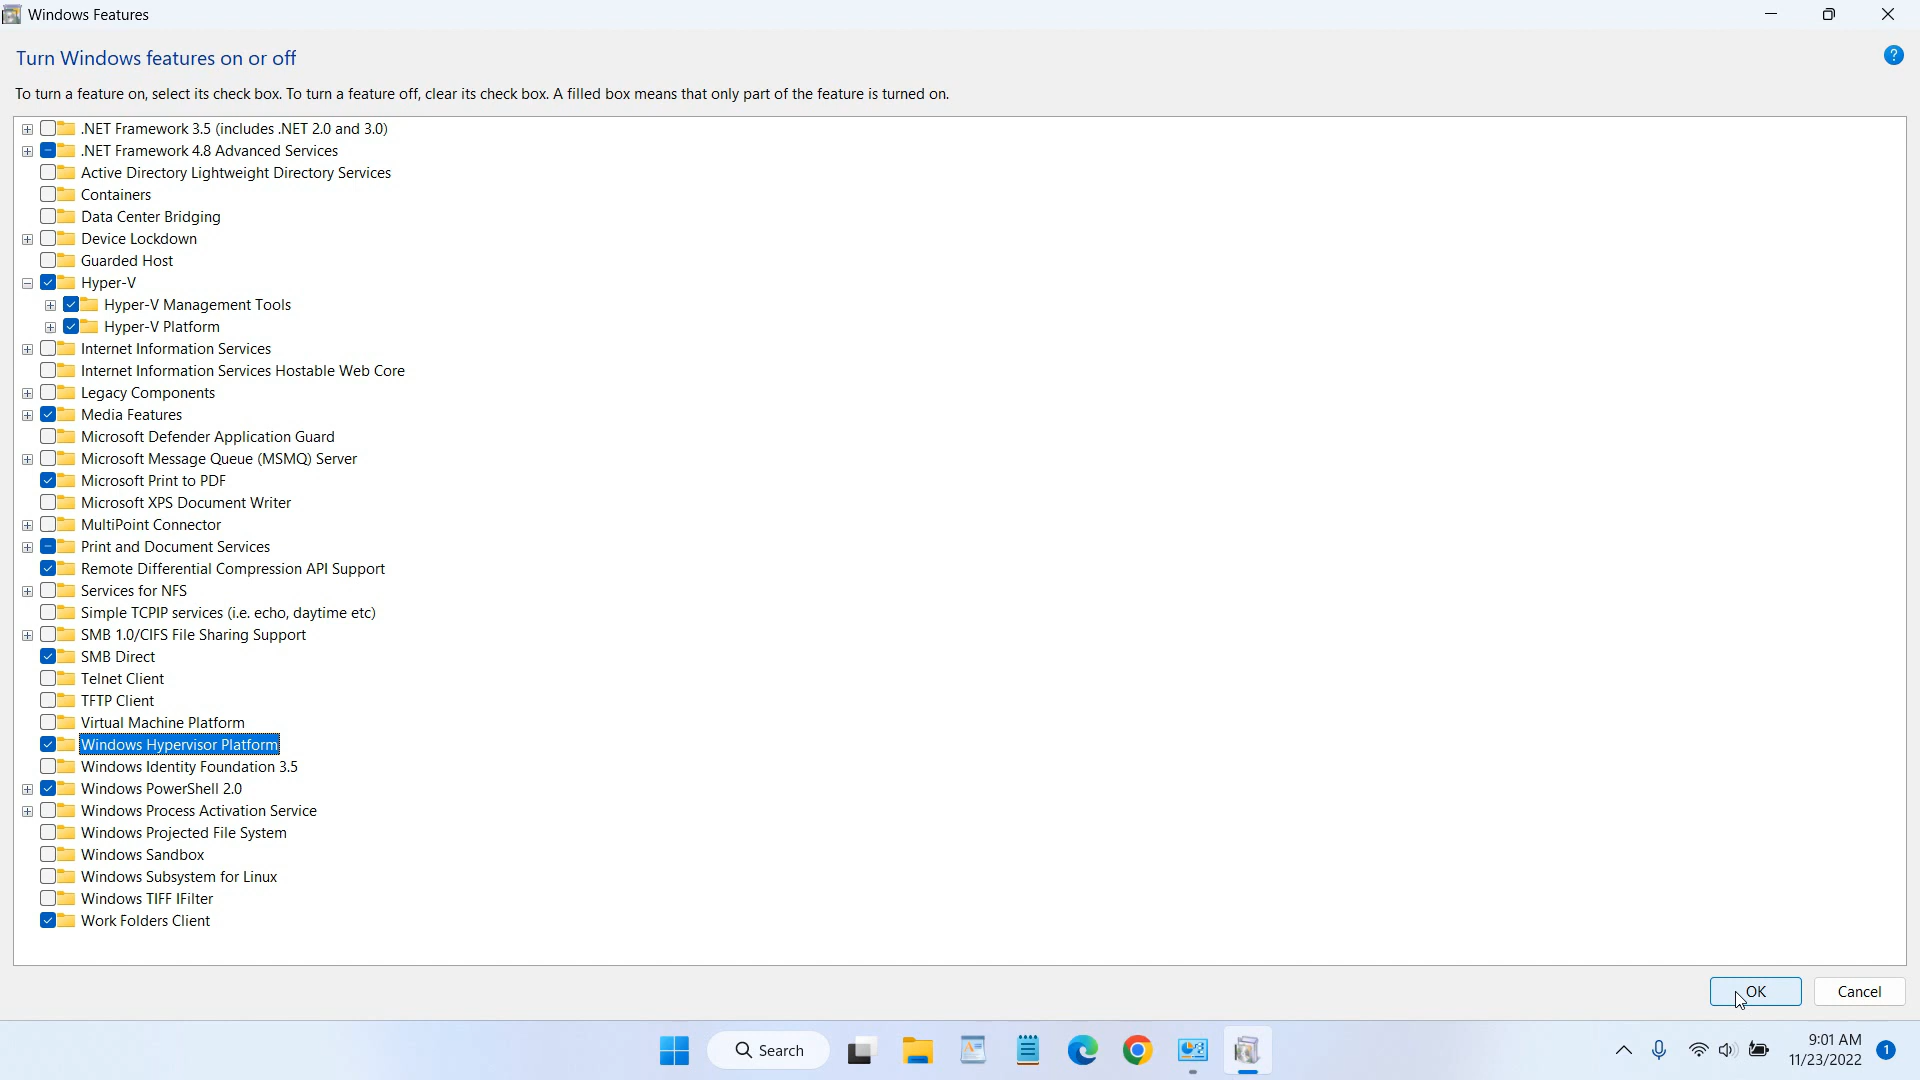 Windows Features
Turn Windows features on or off
?
To turn a feature on, select its check box. To turn a feature off, clear its check box. A filled box means that only part of the feature is turned on.
.NET Framework 3.5 (includes .NET 2.0 and 3.0)
.NET Framework 4.8 Advanced Services
Active Directory Lightweight Directory Services
Containers
Data Center Bridging
Device Lockdown
Guarded Host
Hyper-V
Hyper-V Management Tools
Hyper-V Platform
Internet Information Services
Internet Information Services Hostable Web Core
Legacy Components
Media Features
Microsoft Defender Application Guard
Microsoft Message Queue (MSMQ) Server
Microsoft Print to PDF
Microsoft XPS Document Writer
MultiPoint Connector
Print and Document Services
Remote Differential Compression API Support
Services for NFS
Simple TCPIP services (i.e. echo, daytime etc)
SMB 1.0/CIFS File Sharing Support
SMB Direct
Telnet Client
TFTP Client
Virtual Machine Platform
Windows Hypervisor Platform
Windows Identity Foundation 3.5
Windows PowerShell 2.0
Windows Process Activation Service
Windows Projected File System
Windows Sandbox
Windows Subsystem for Linux
Windows TIFF IFilter
Work Folders Client
OK Cancel
Search
9:01 AM
11/23/2022
1